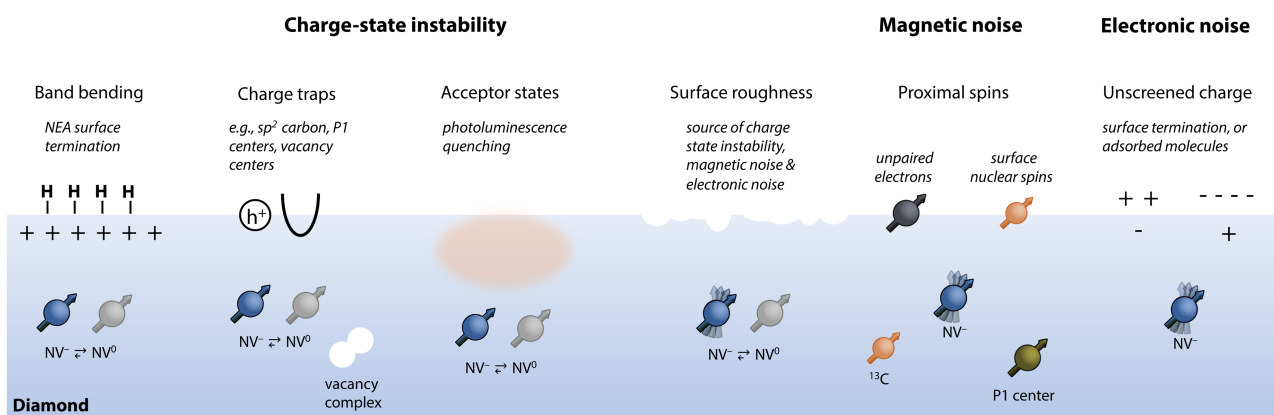 Charge-state instability
Magnetic noise
Electronic noise
Band bending
NEA surface
termination
H H H H
+ + + + + +
NV⁻ ⇄ NV⁰
Charge traps
e.g., sp² carbon, P1
centers, vacancy
centers
h⁺
NV⁻ ⇄ NV⁰
vacancy
complex
Acceptor states
photoluminescence
quenching
NV⁻ ⇄ NV⁰
Surface roughness
source of charge
state instability,
magnetic noise &
electronic noise
NV⁻ ⇄ NV⁰
Proximal spins
unpaired
electrons
surface
nuclear spins
NV⁻
¹³C
P1 center
Unscreened charge
surface termination, or
adsorbed molecules
+ + - - - -
- +
NV⁻
Diamond